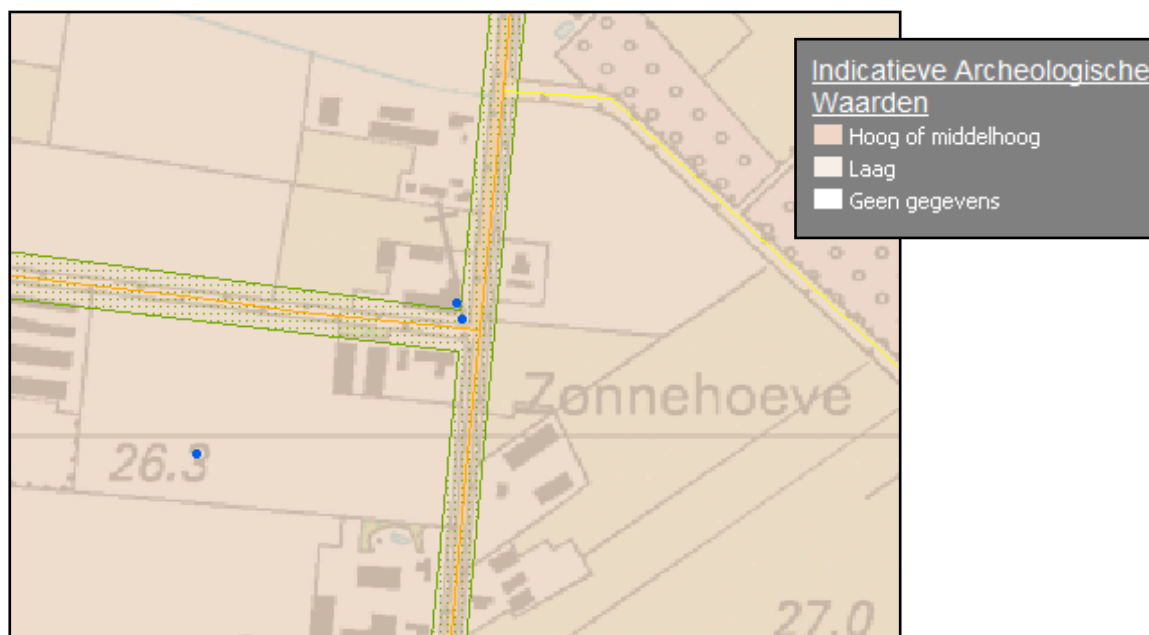 Indicatieve Archeologische
Waarden
Hoog of middelhoog
Laag
Geen gegevens
Zonnehoeve
26.3
27.0